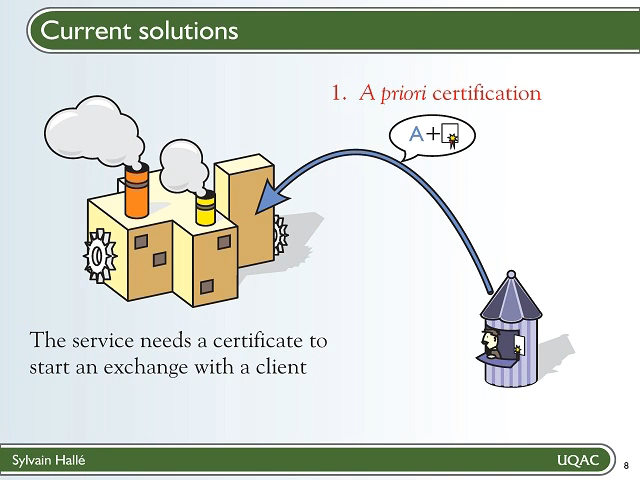 Current solutions
1. A priori certification
A+
The service needs a certificate to
start an exchange with a client
Sylvain Hallé
UQAC
8